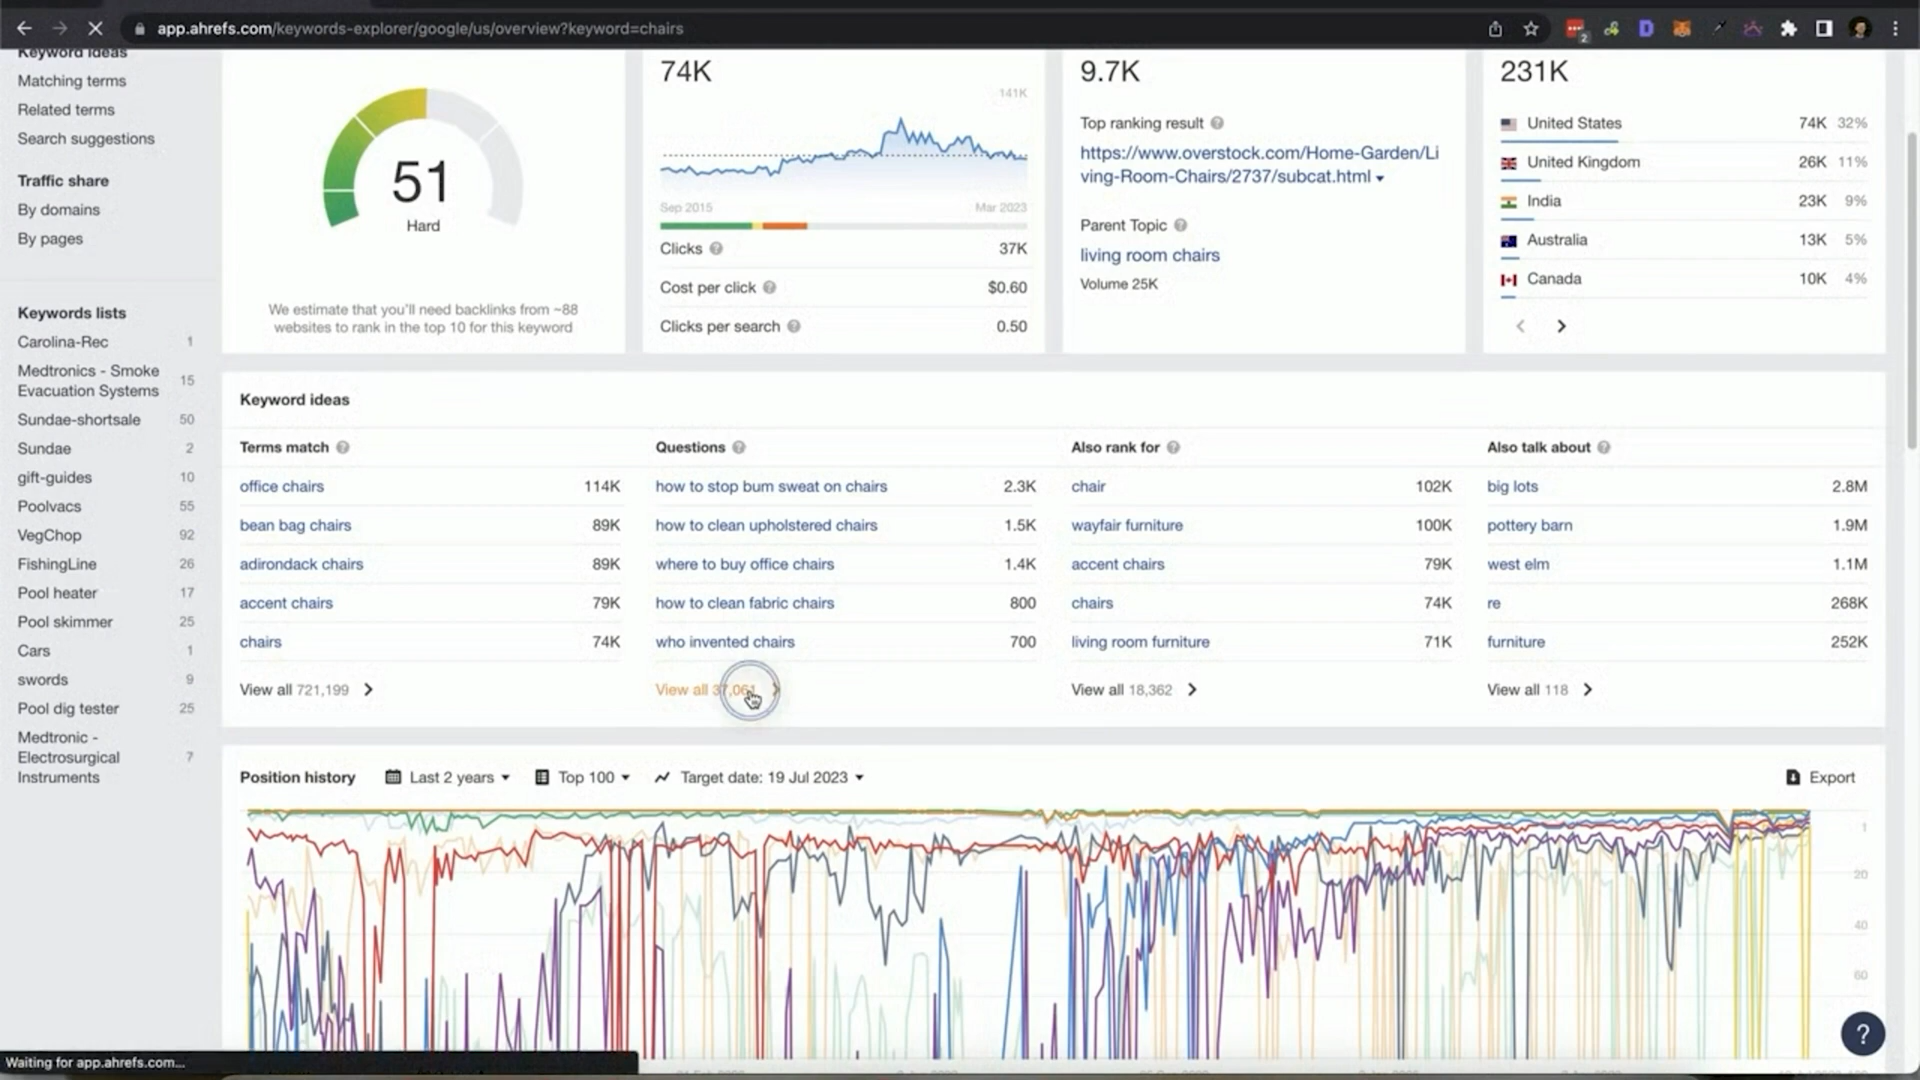 app.ahrefs.com/keywords-explorer/google/us/overview?keyword=chairs
2
Keyword ideas
Matching terms
Related terms
Search suggestions
Traffic share
By domains
By pages
Keywords lists
Carolina-Rec 1
Medtronics - Smoke
Evacuation Systems 15
Sundae-shortsale 50
Sundae 2
gift-guides 10
Poolvacs 55
VegChop 92
FishingLine 26
Pool heater 17
Pool skimmer 25
Cars 1
swords 9
Pool dig tester 25
Medtronic -
Electrosurgical 7
Instruments
51
Hard
We estimate that you'll need backlinks from ~88
websites to rank in the top 10 for this keyword
74K
141K
Sep 2015 Mar 2023
Clicks 37K
Cost per click $0.60
Clicks per search 0.50
9.7K
Top ranking result
https://www.overstock.com/Home-Garden/Li
ving-Room-Chairs/2737/subcat.html
Parent Topic
living room chairs
Volume 25K
231K
United States 74K 32%
United Kingdom 26K 11%
India 23K 9%
Australia 13K 5%
Canada 10K 4%
Keyword ideas
Terms match
office chairs 114K
bean bag chairs 89K
adirondack chairs 89K
accent chairs 79K
chairs 74K
View all 721,199
Questions
how to stop bum sweat on chairs 2.3K
how to clean upholstered chairs 1.5K
where to buy office chairs 1.4K
how to clean fabric chairs 800
who invented chairs 700
View all 37,061
Also rank for
chair 102K
wayfair furniture 100K
accent chairs 79K
chairs 74K
living room furniture 71K
View all 18,362
Also talk about
big lots 2.8M
pottery barn 1.9M
west elm 1.1M
re 268K
furniture 252K
View all 118
Position history Last 2 years Top 100 Target date: 19 Jul 2023 Export
1
20
40
60
?
Waiting for app.ahrefs.com...